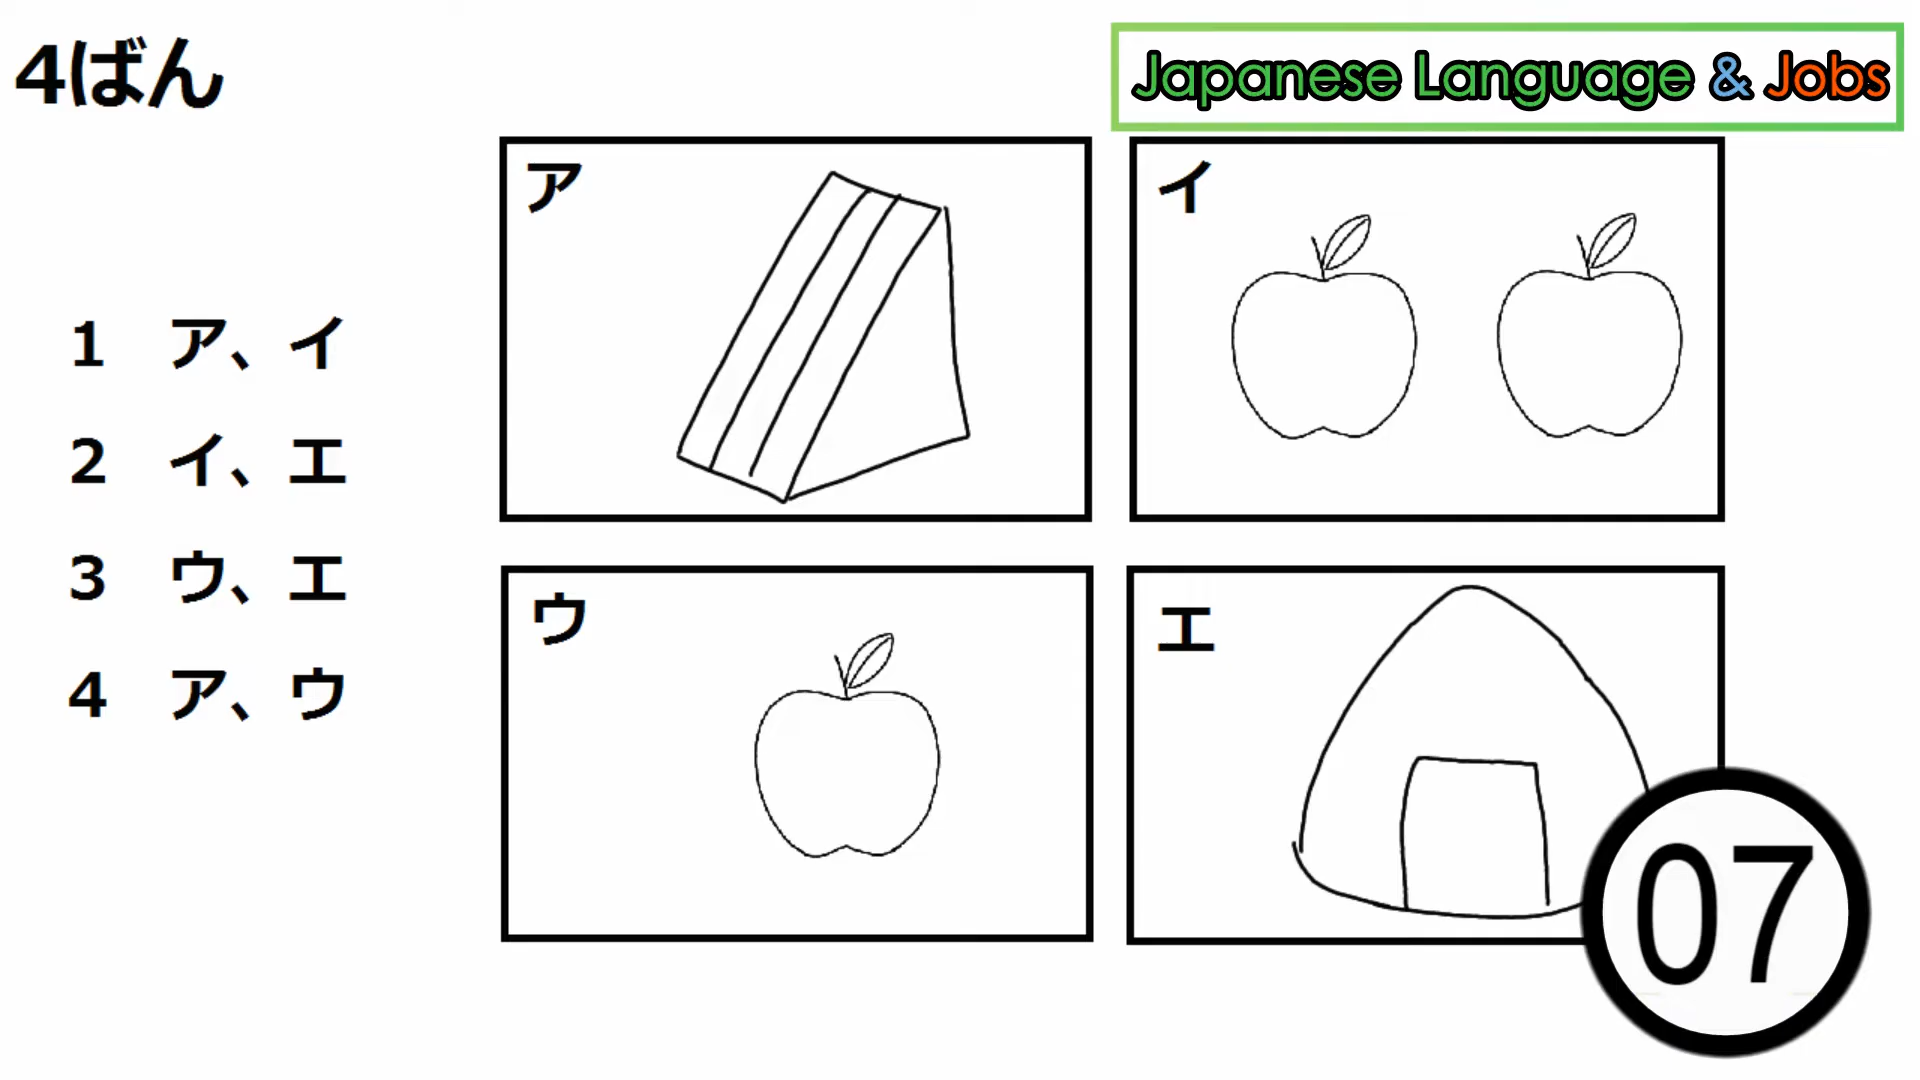 4ばん
Japanese Language & Jobs
1 ア、イ
2 イ、エ
3 ウ、エ
4 ア、ウ
ア
イ
ウ
エ
07